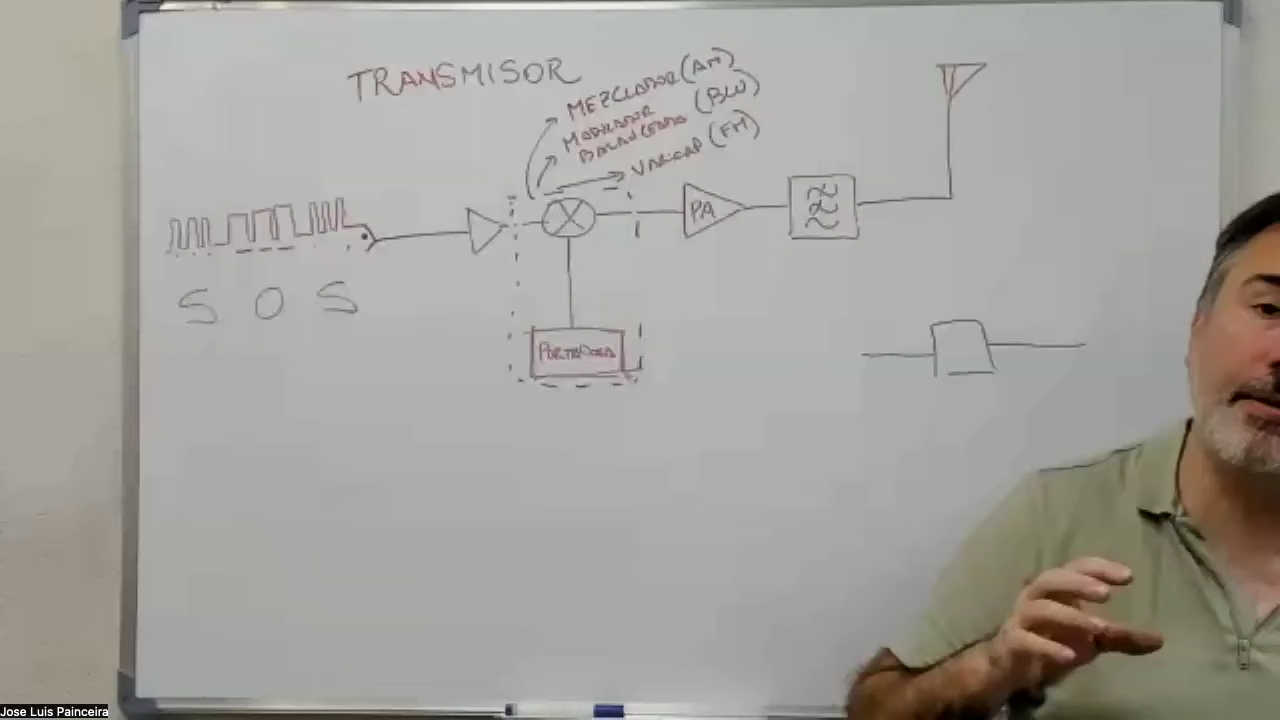 TRANSMISOR
MEZCLADOR (AM)
MODULADOR (BLU)
BALANCEADO
VARICAP (FM)
PA
S O S
PORTADORA
Jose Luis Painceira